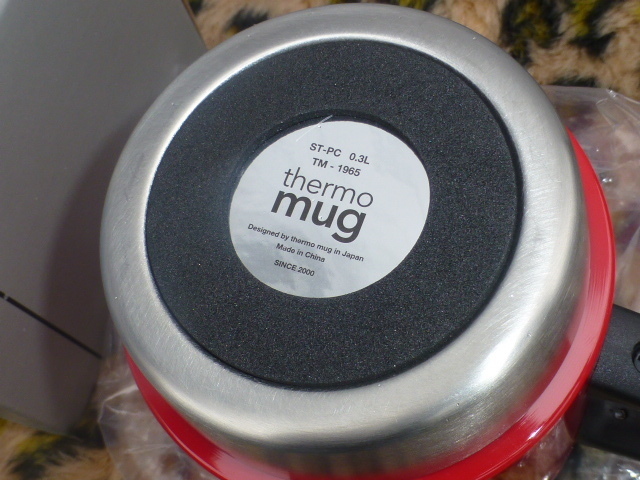 ST-PC 0.3L
TM - 1965
thermo
mug
Designed by thermo mug in Japan
Made in China
SINCE 2000